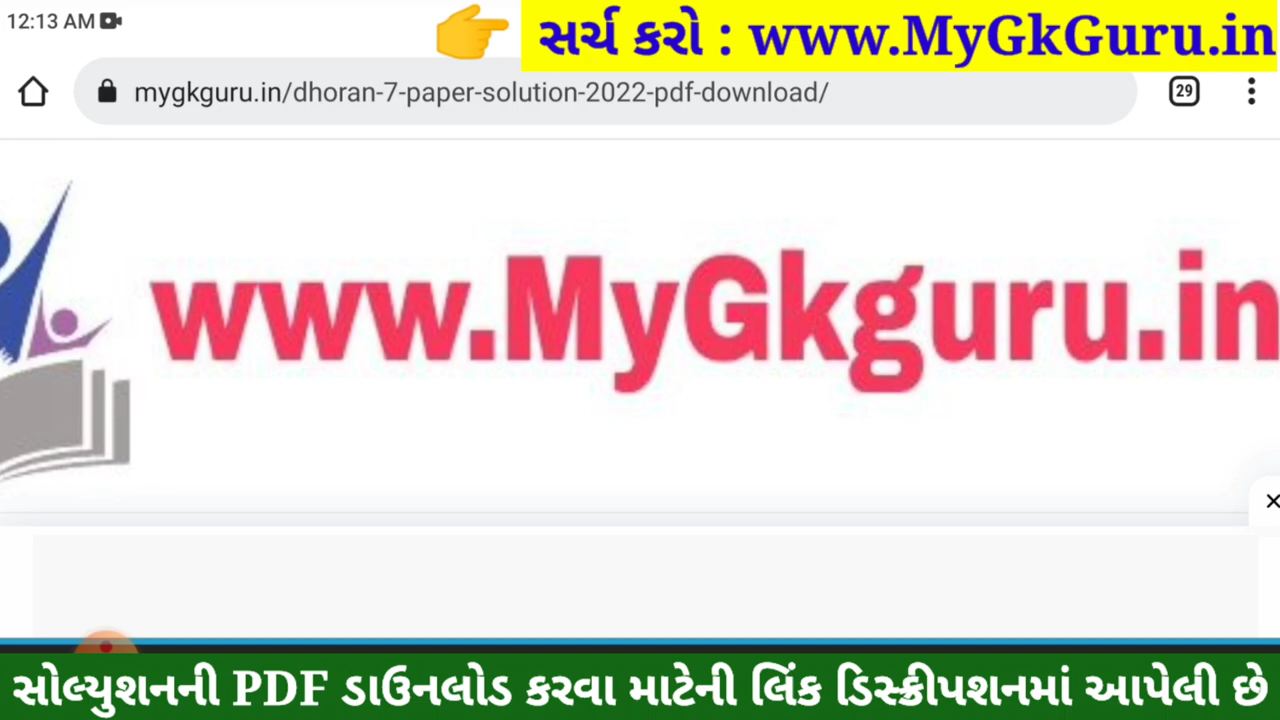 12:13 AM
સર્ચ કરો : www.MyGkGuru.in
mygkguru.in/dhoran-7-paper-solution-2022-pdf-download/
29
www.MyGkguru.in
સોલ્યુશનની PDF ડાઉનલોડ કરવા માટેની લિંક ડિસ્ક્રીપશનમાં આપેલી છે